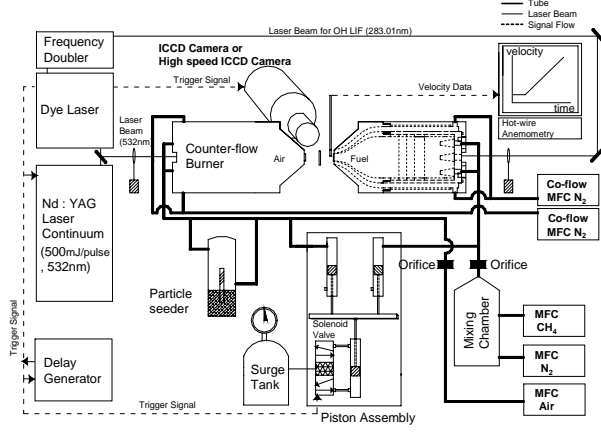 Tube
Laser Beam
Signal Flow
Laser Beam for OH LIF (283.01nm)
Frequency
Doubler
ICCD Camera or
High speed ICCD Camera
Trigger Signal
velocity
time
Velocity Data
Hot-wire
Anemometry
Dye Laser
Laser
Beam
(532nm)
Counter-flow
Burner
Air
Fuel
Nd : YAG
Laser
Continuum
(500mJ/pulse
, 532nm)
Co-flow
MFC N₂
Co-flow
MFC N₂
Particle
seeder
Orifice
Orifice
Solenoid
Valve
Mixing
Chamber
MFC
CH₄
MFC
N₂
MFC
Air
Surge
Tank
Trigger Signal
Delay
Generator
Trigger Signal
Piston Assembly